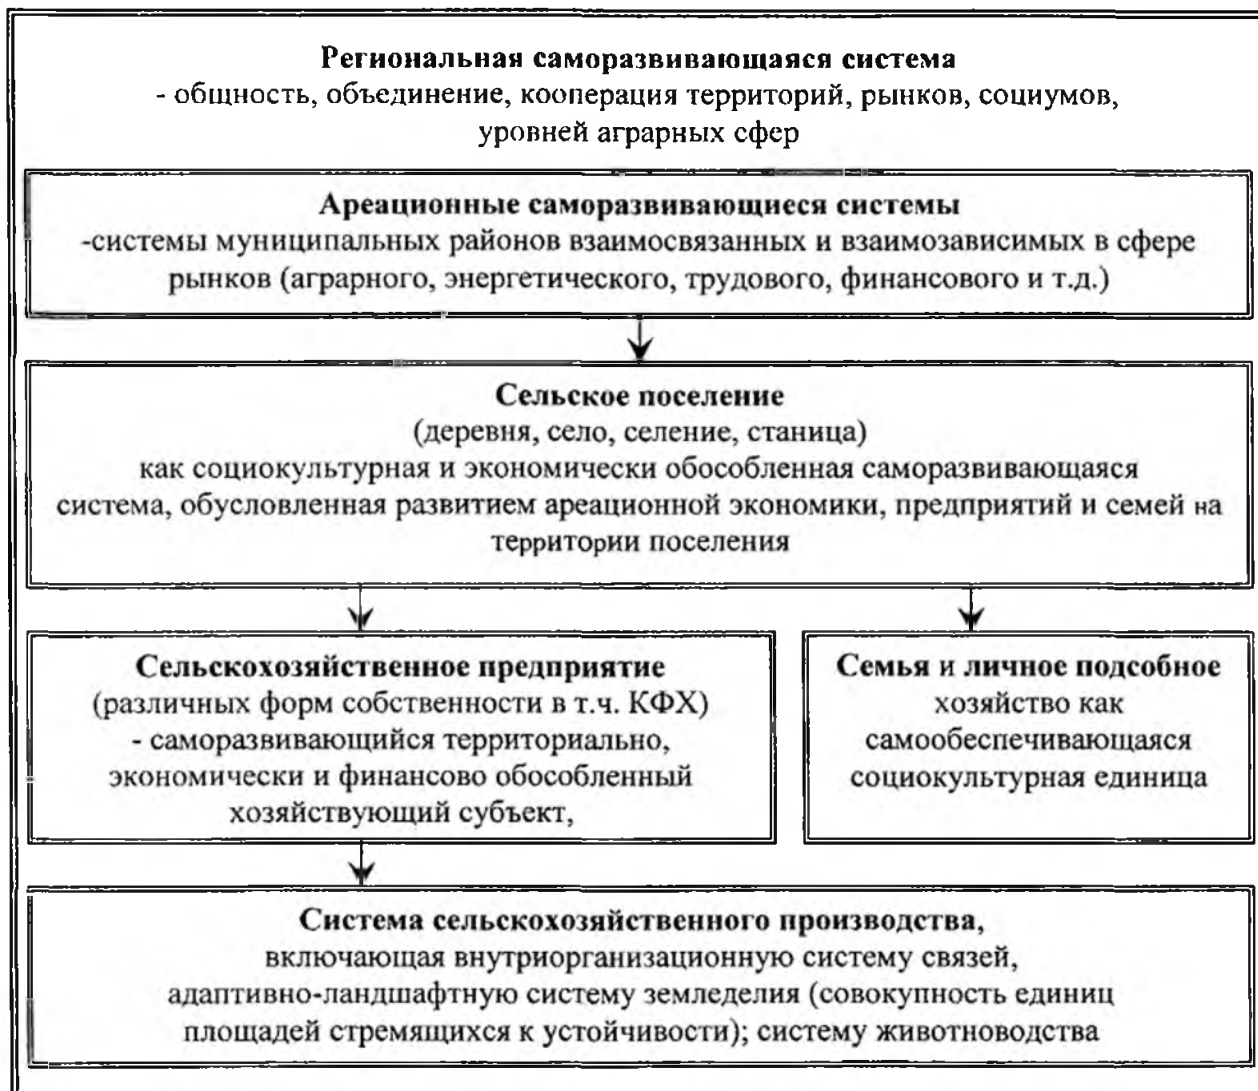 Региональная саморазвивающаяся система
- общность, объединение, кооперация территорий, рынков, социумов,
уровней аграрных сфер
Ареационные саморазвивающиеся системы
-системы муниципальных районов взаимосвязанных и взаимозависимых в сфере
рынков (аграрного, энергетического, трудового, финансового и т.д.)
Сельское поселение
(деревня, село, селение, станица)
как социокультурная и экономически обособленная саморазвивающаяся
система, обусловленная развитием ареационной экономики, предприятий и семей на
территории поселения
Сельскохозяйственное предприятие
(различных форм собственности в т.ч. КФХ)
- саморазвивающийся территориально,
экономически и финансово обособленный
хозяйствующий субъект,
Семья и личное подсобное
хозяйство как
самообеспечивающаяся
социокультурная единица
Система сельскохозяйственного производства,
включающая внутриорганизационную систему связей,
адаптивно-ландшафтную систему земледелия (совокупность единиц
площадей стремящихся к устойчивости); систему животноводства